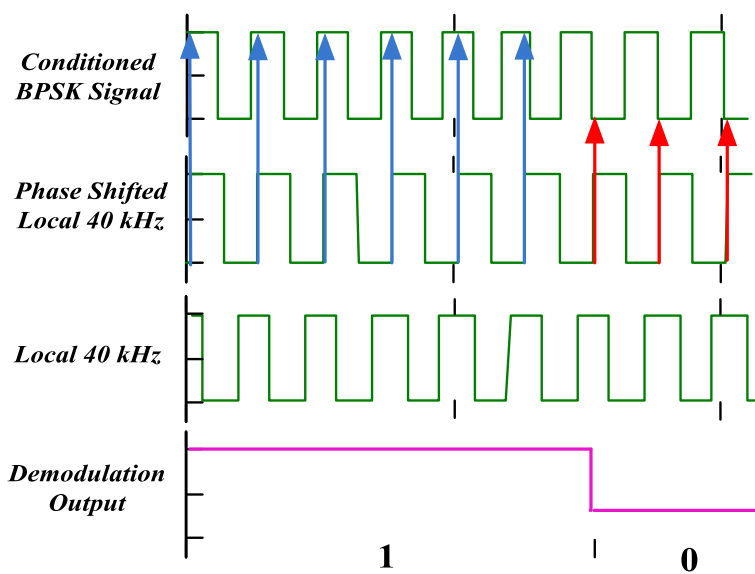 Conditioned
BPSK Signal
Phase Shifted
Local 40 kHz
Local 40 kHz
Demodulation
Output
1
0